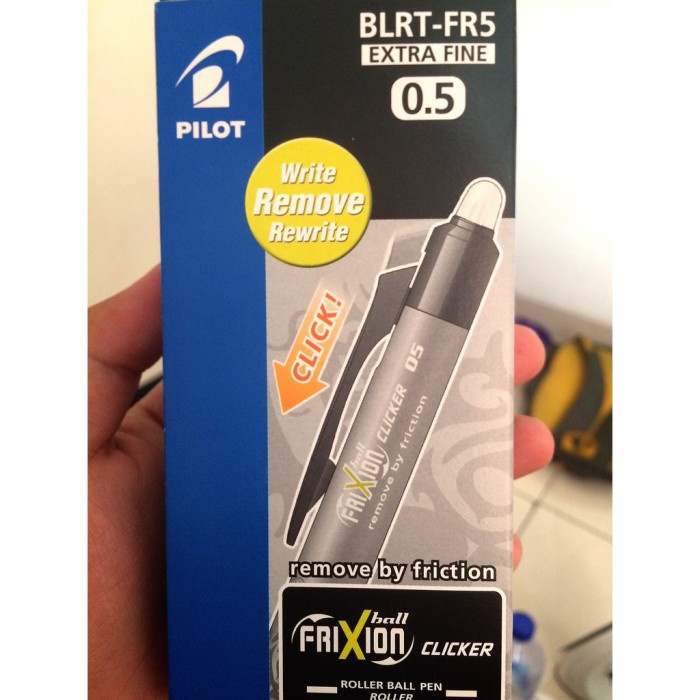 BLRT-FR5
EXTRA FINE
0.5
PILOT
Write
Remove
Rewrite
CLICK!
FRIXION ball CLICKER 05
remove by friction
remove by friction
FRIXION ball CLICKER
ROLLER BALL PEN
ROLLER